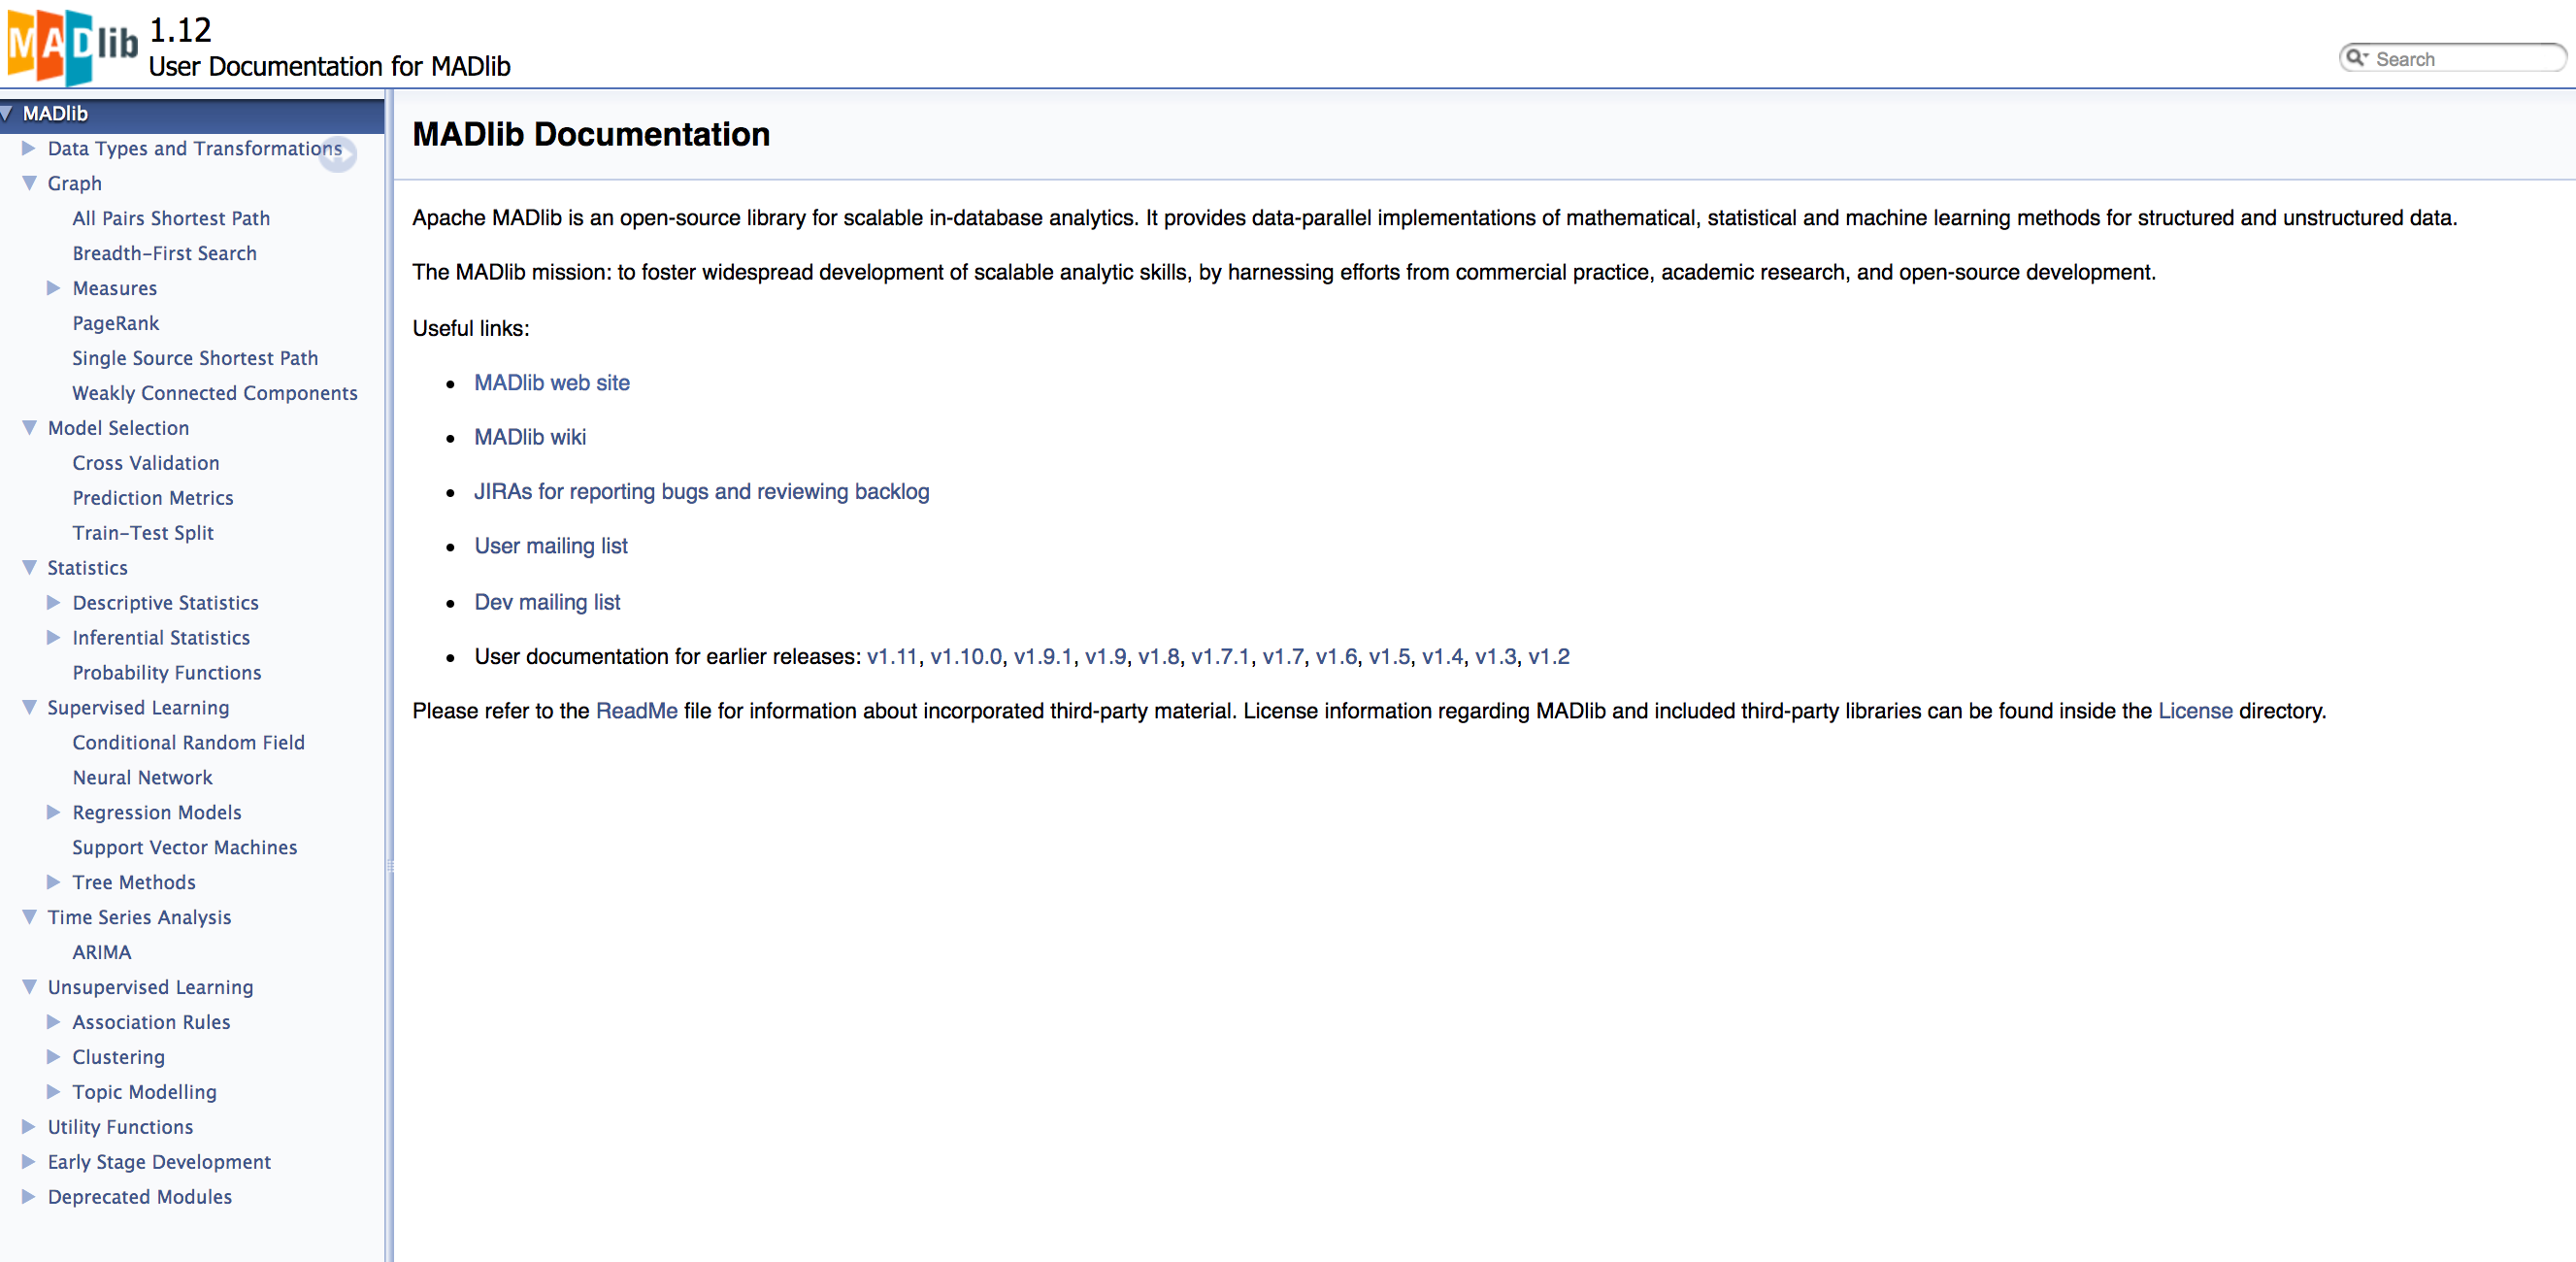 MADlib 1.12
User Documentation for MADlib
Search
MADlib
Data Types and Transformations
Graph
All Pairs Shortest Path
Breadth-First Search
Measures
PageRank
Single Source Shortest Path
Weakly Connected Components
Model Selection
Cross Validation
Prediction Metrics
Train-Test Split
Statistics
Descriptive Statistics
Inferential Statistics
Probability Functions
Supervised Learning
Conditional Random Field
Neural Network
Regression Models
Support Vector Machines
Tree Methods
Time Series Analysis
ARIMA
Unsupervised Learning
Association Rules
Clustering
Topic Modelling
Utility Functions
Early Stage Development
Deprecated Modules
MADlib Documentation
Apache MADlib is an open-source library for scalable in-database analytics. It provides data-parallel implementations of mathematical, statistical and machine learning methods for structured and unstructured data.
The MADlib mission: to foster widespread development of scalable analytic skills, by harnessing efforts from commercial practice, academic research, and open-source development.
Useful links:
• MADlib web site
• MADlib wiki
• JIRAs for reporting bugs and reviewing backlog
• User mailing list
• Dev mailing list
• User documentation for earlier releases: v1.11, v1.10.0, v1.9.1, v1.9, v1.8, v1.7.1, v1.7, v1.6, v1.5, v1.4, v1.3, v1.2
Please refer to the ReadMe file for information about incorporated third-party material. License information regarding MADlib and included third-party libraries can be found inside the License directory.